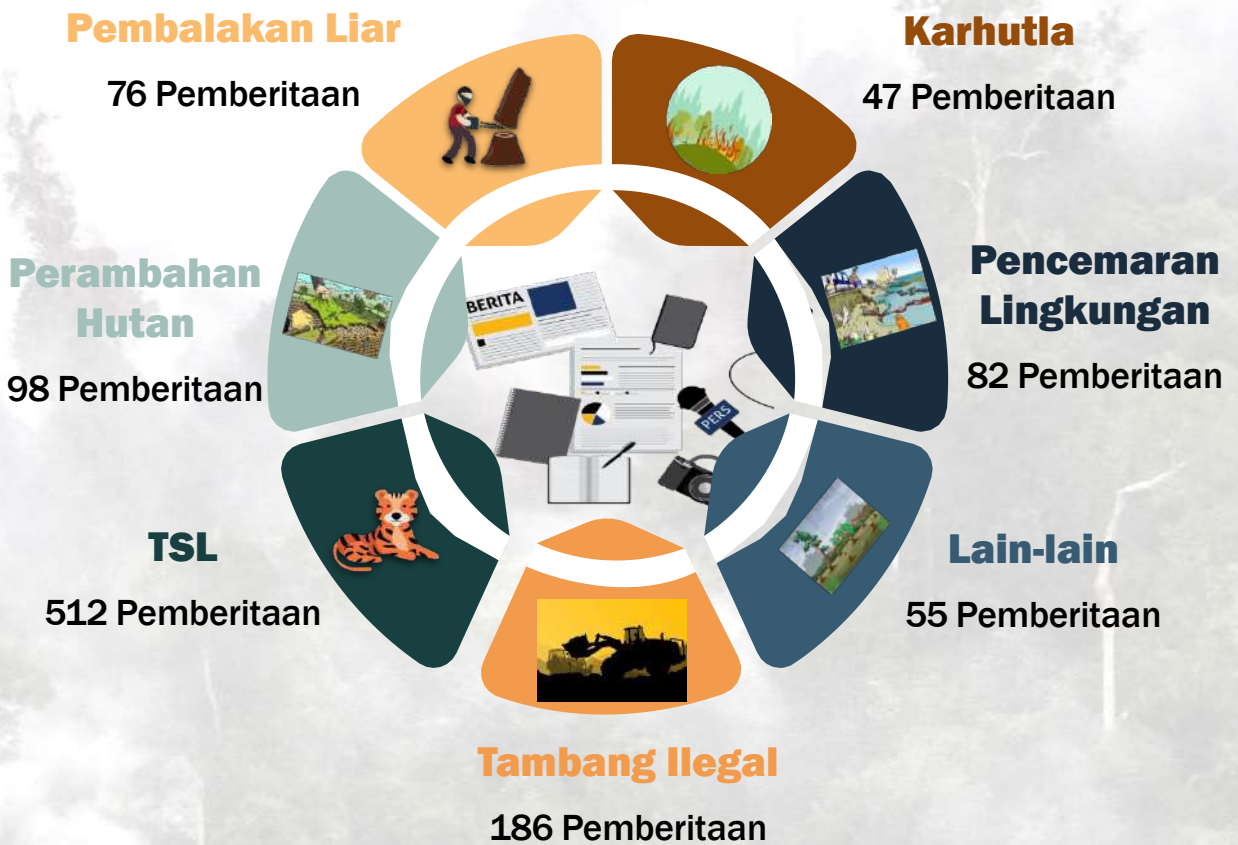 Pembalakan Liar
76 Pemberitaan
Karhutla
47 Pemberitaan
Perambahan
Hutan
98 Pemberitaan
Pencemaran
Lingkungan
82 Pemberitaan
BERITA
PERS
TSL
512 Pemberitaan
Lain-lain
55 Pemberitaan
Tambang Ilegal
186 Pemberitaan